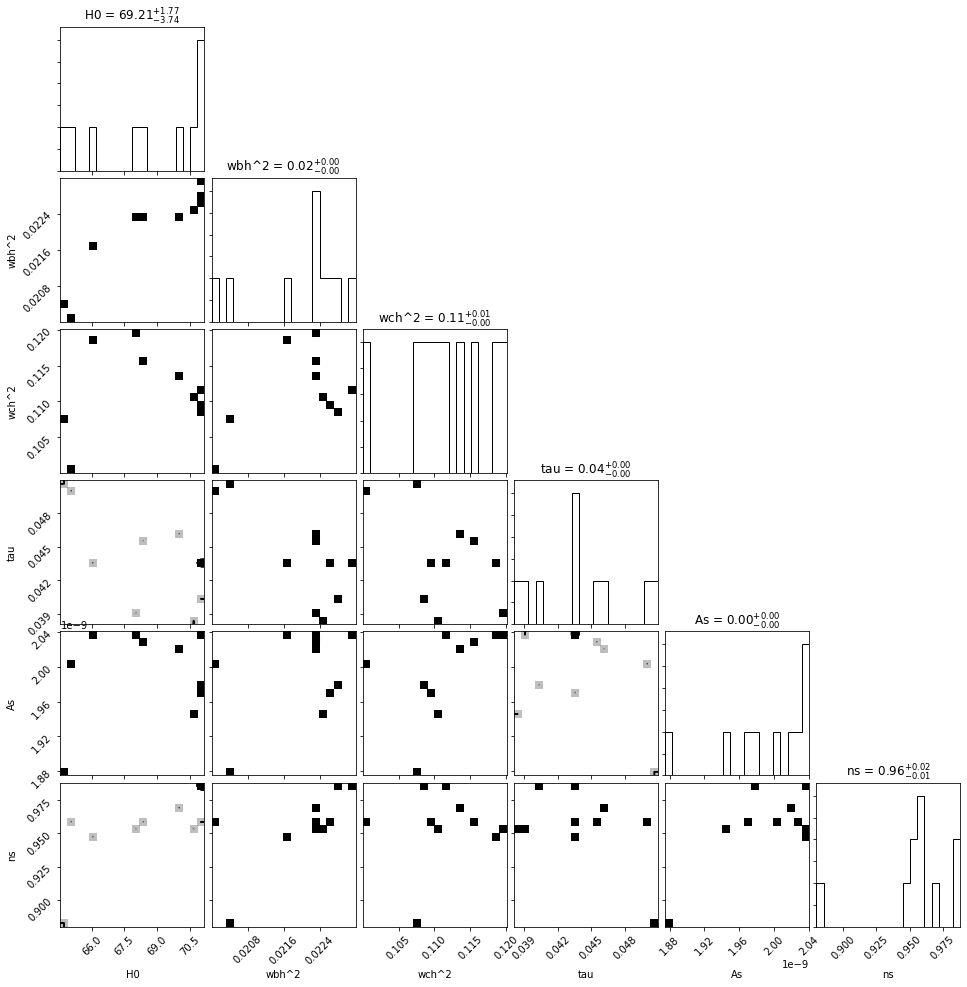 H0 = 69.21+1.77−3.74
wbh^2 = 0.02+0.00−0.00
wbh^2
0.0224
0.0216
0.0208
wch^2 = 0.11+0.01−0.00
wch^2
0.120
0.115
0.110
0.105
tau = 0.04+0.00−0.00
tau
0.048
0.045
0.042
0.039
As = 0.00+0.00−0.00
1e−9
As
2.04
2.00
1.96
1.92
1.88
ns = 0.96+0.02−0.01
ns
0.975
0.950
0.925
0.900
66.0 67.5 69.0 70.5
0.0208 0.0216 0.0224
0.105 0.110 0.115 0.120
0.039 0.042 0.045 0.048
1.88 1.92 1.96 2.00 2.04
1e−9
0.900 0.925 0.950 0.975
H0 wbh^2 wch^2 tau As ns